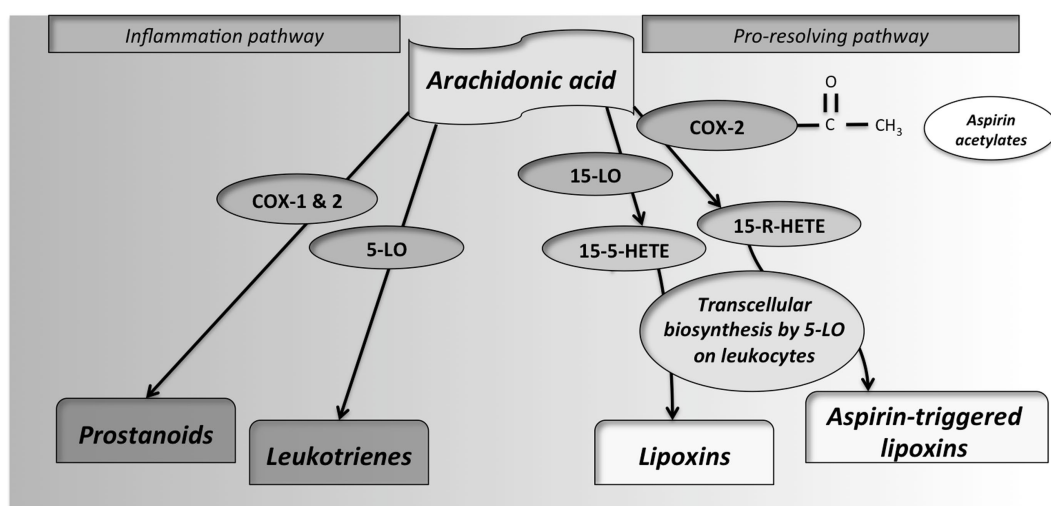 Inflammation pathway
Pro-resolving pathway
Arachidonic acid
O
COX-2
C
CH₃
Aspirin
acetylates
15-LO
COX-1 & 2
15-R-HETE
5-LO
15-5-HETE
Transcellular
biosynthesis by 5-LO
on leukocytes
Prostanoids
Leukotrienes
Lipoxins
Aspirin-triggered
lipoxins